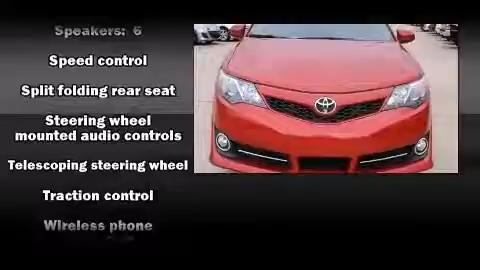 Speakers: 6
Speed control
Split folding rear seat
Steering wheel
mounted audio controls
Telescoping steering wheel
Traction control
Wireless phone